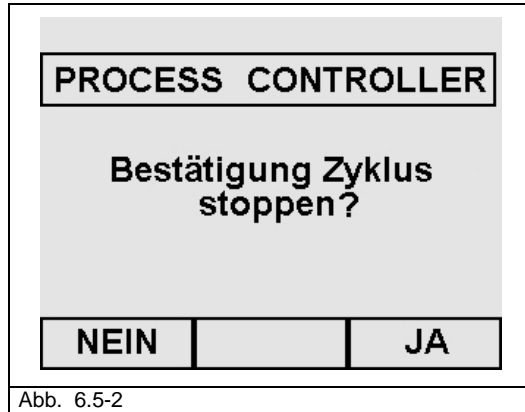 PROCESS CONTROLLER
Bestätigung Zyklus
stoppen?
NEIN JA
Abb. 6.5-2